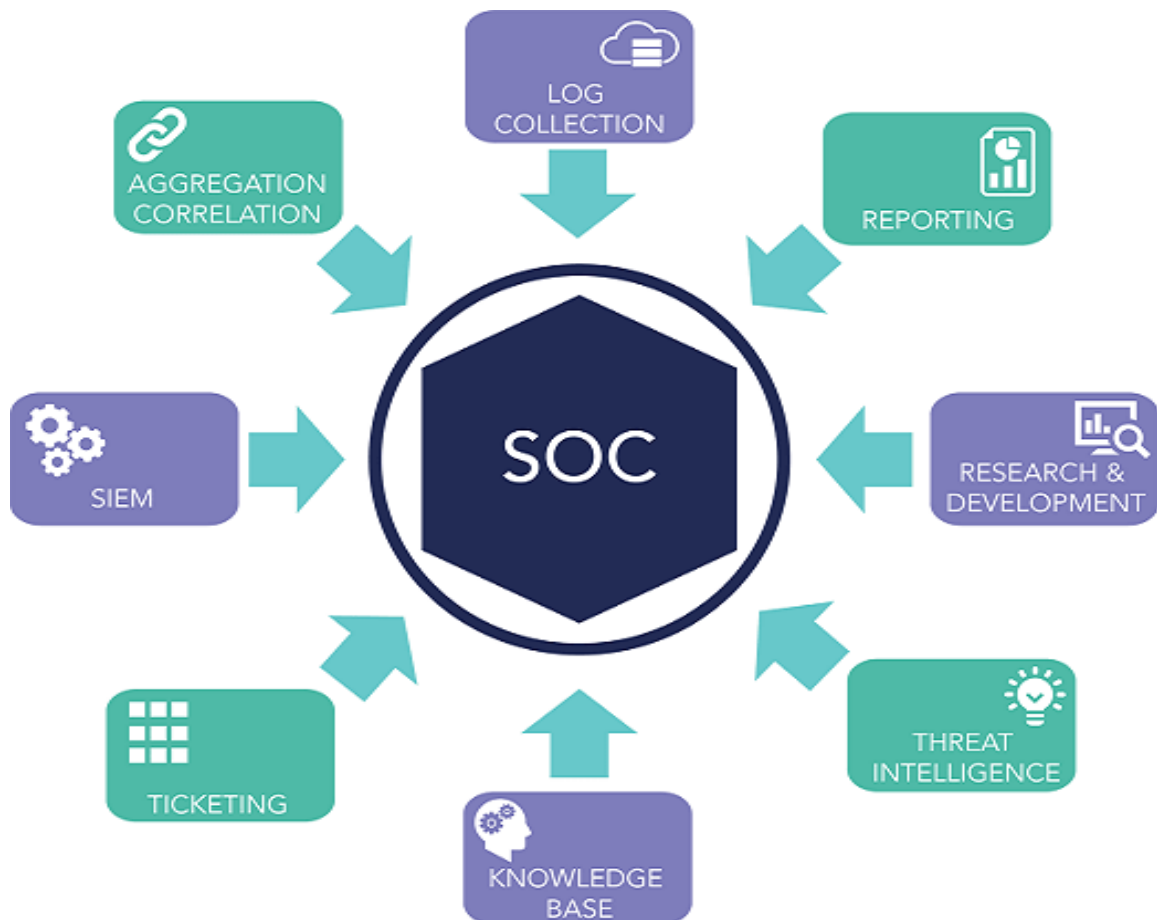 LOG
COLLECTION
AGGREGATION
CORRELATION
REPORTING
SIEM
SOC
RESEARCH &
DEVELOPMENT
TICKETING
THREAT
INTELLIGENCE
KNOWLEDGE
BASE